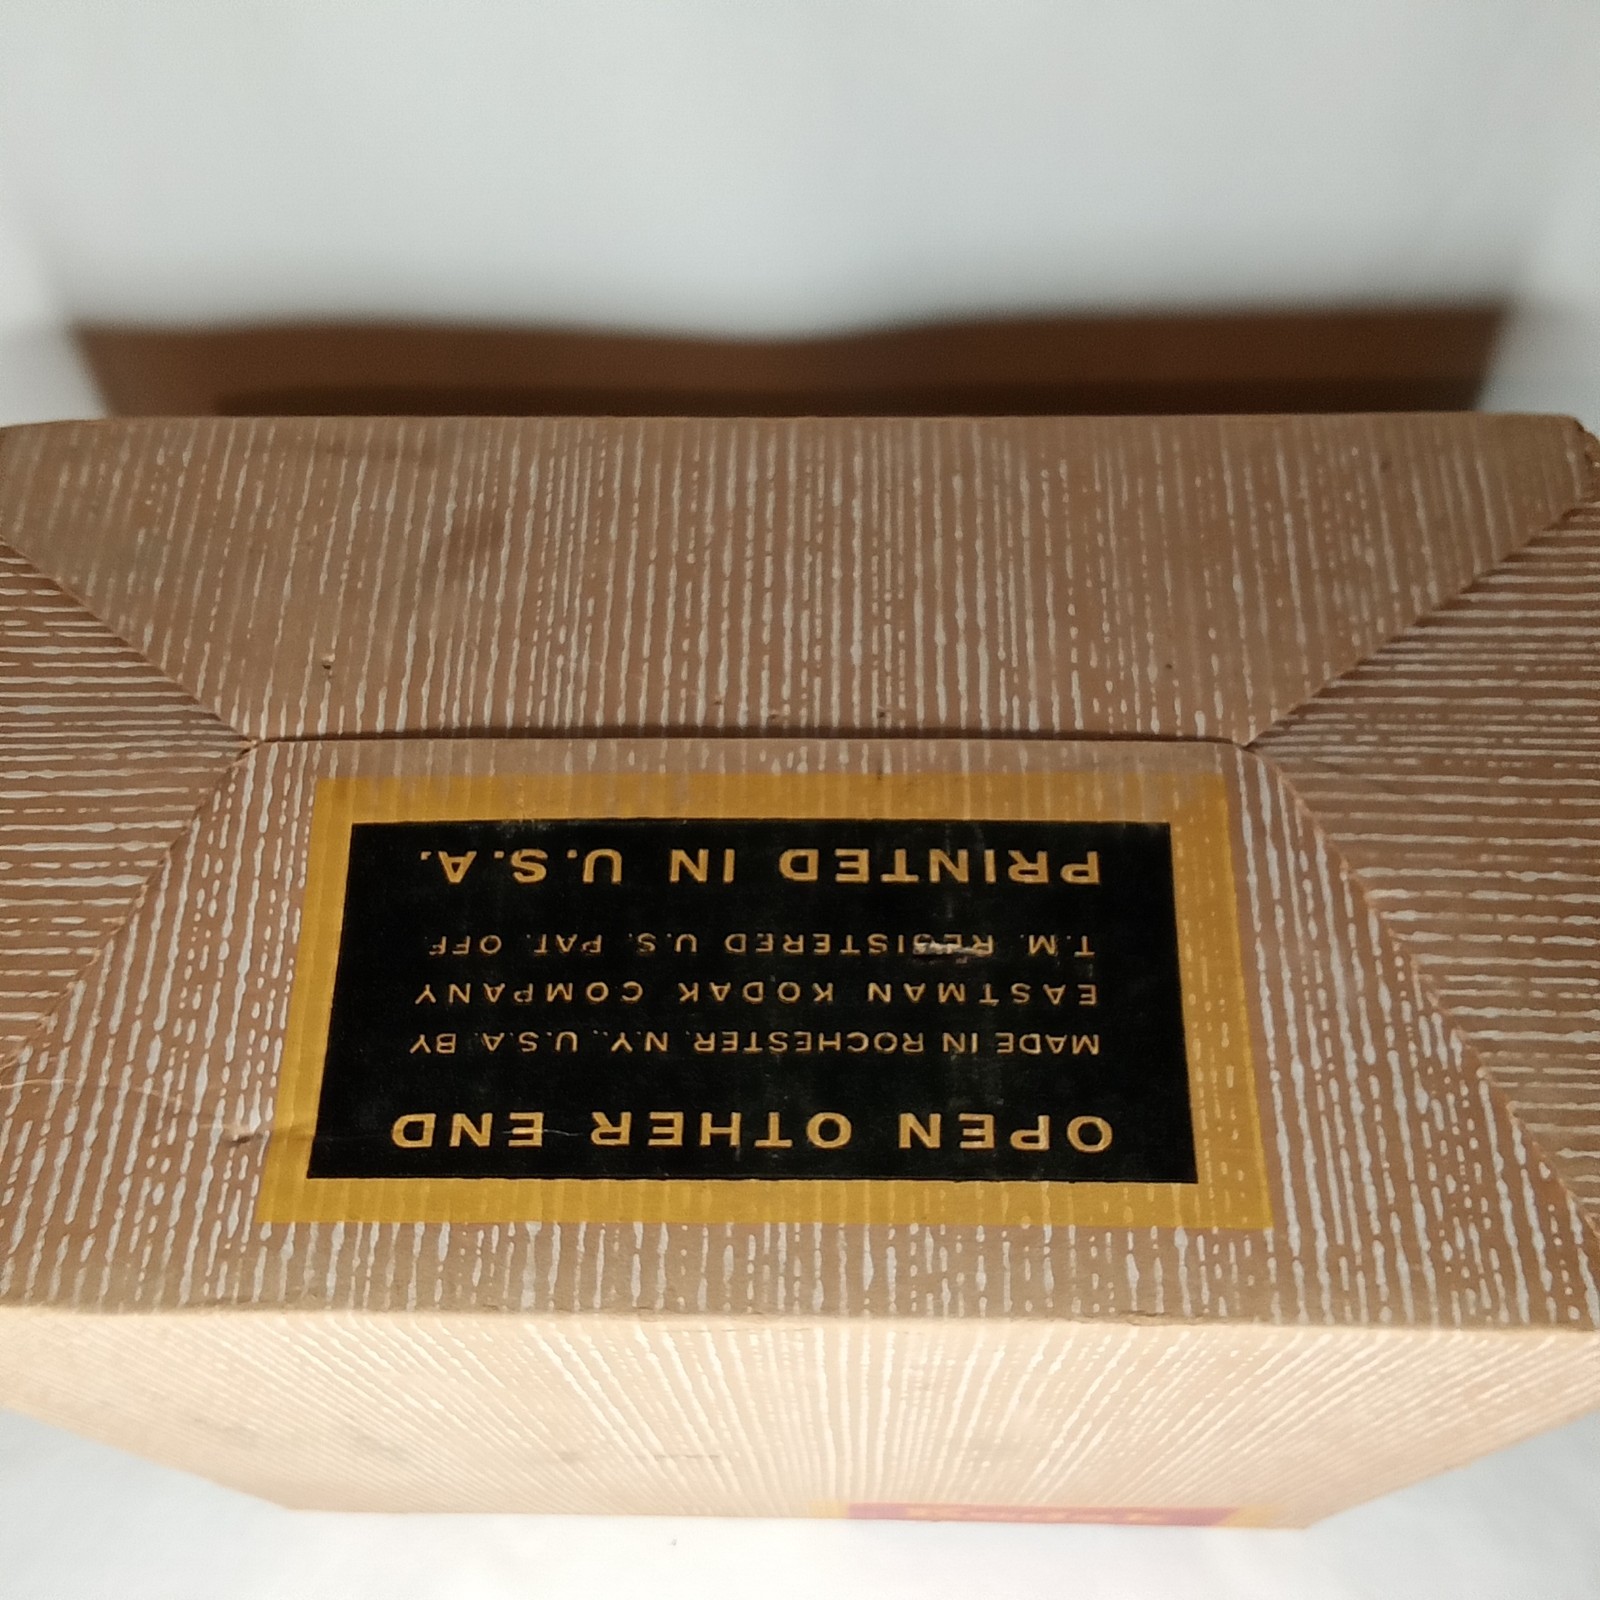 OPEN OTHER END
MADE IN ROCHESTER, N.Y., U.S.A. BY
EASTMAN KODAK COMPANY
T.M. REGISTERED U.S. PAT. OFF.
PRINTED IN U.S.A.